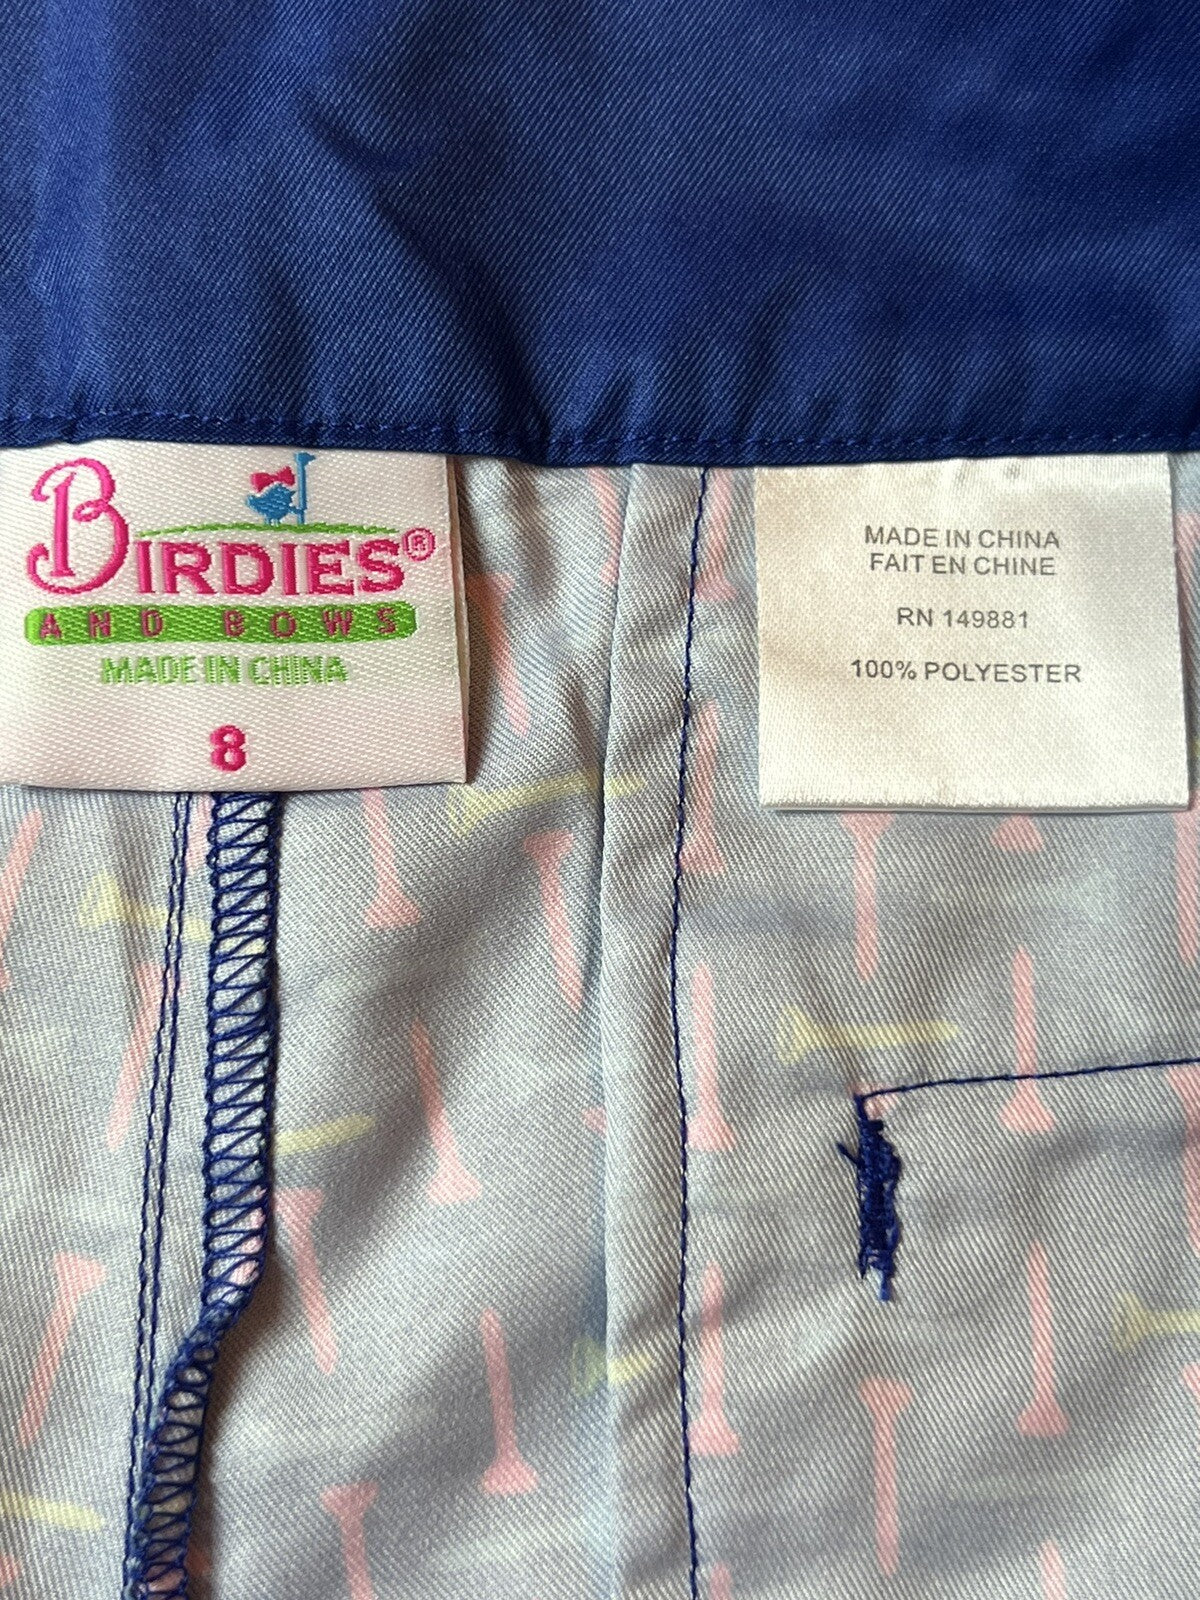 BIRDIES®
AND BOWS
MADE IN CHINA
8
MADE IN CHINA
FAIT EN CHINE
RN 149881
100% POLYESTER